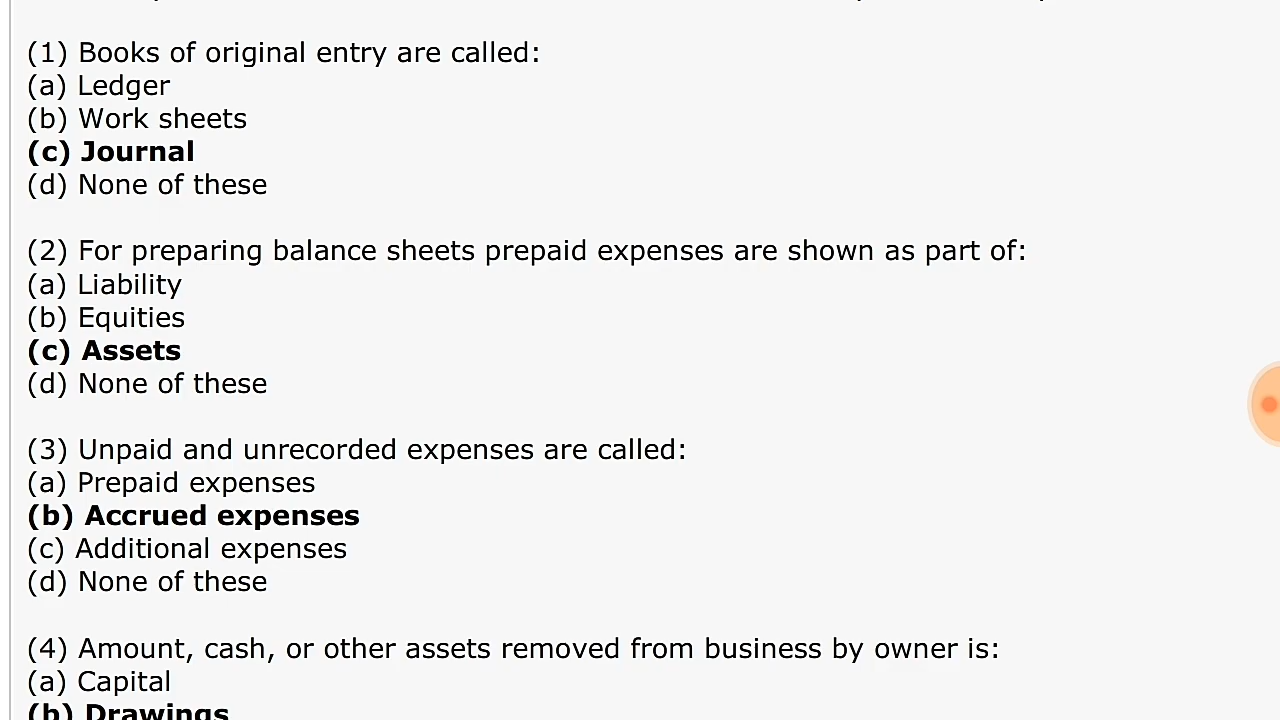 (1) Books of original entry are called:
(a) Ledger
(b) Work sheets
(c) Journal
(d) None of these
(2) For preparing balance sheets prepaid expenses are shown as part of:
(a) Liability
(b) Equities
(c) Assets
(d) None of these
(3) Unpaid and unrecorded expenses are called:
(a) Prepaid expenses
(b) Accrued expenses
(c) Additional expenses
(d) None of these
(4) Amount, cash, or other assets removed from business by owner is:
(a) Capital
(b) Drawings